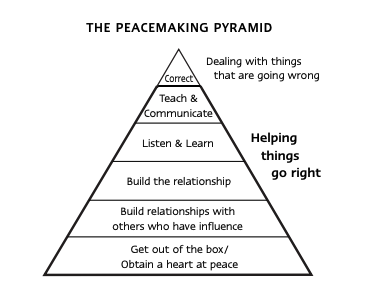 THE PEACEMAKING PYRAMID
Dealing with things
that are going wrong
Correct
Teach &
Communicate
Helping
things
go right
Listen & Learn
Build the relationship
Build relationships with
others who have influence
Get out of the box/
Obtain a heart at peace